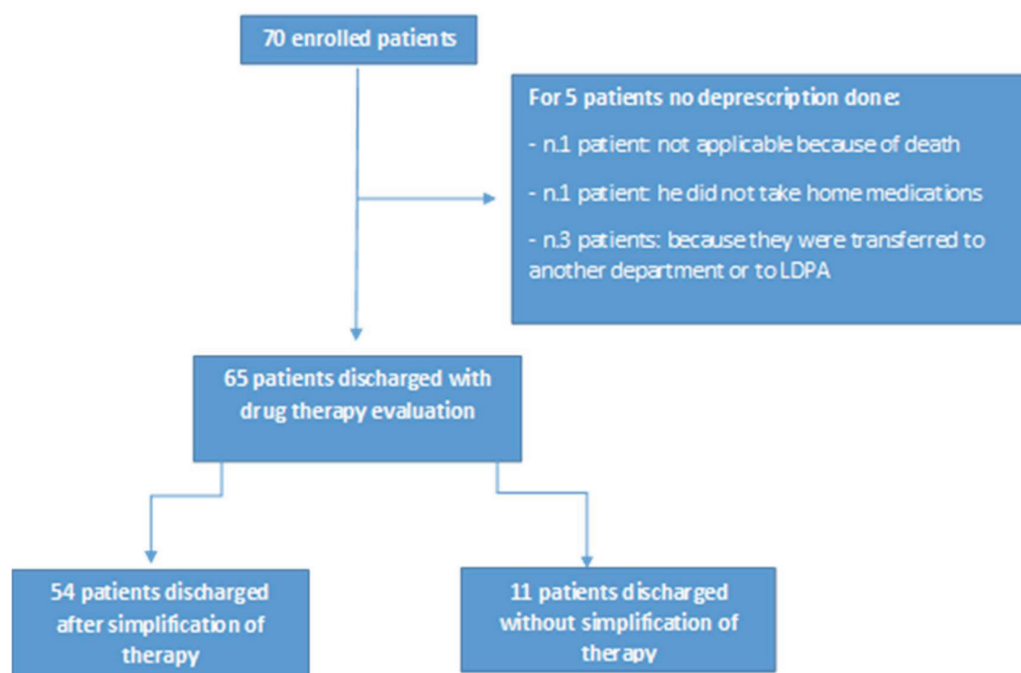 70 enrolled patients
For 5 patients no deprescription done:
- n.1 patient: not applicable because of death
- n.1 patient: he did not take home medications
- n.3 patients: because they were transferred to
another department or to LDPA
65 patients discharged with
drug therapy evaluation
54 patients discharged
after simplification of
therapy
11 patients discharged
without simplification of
therapy